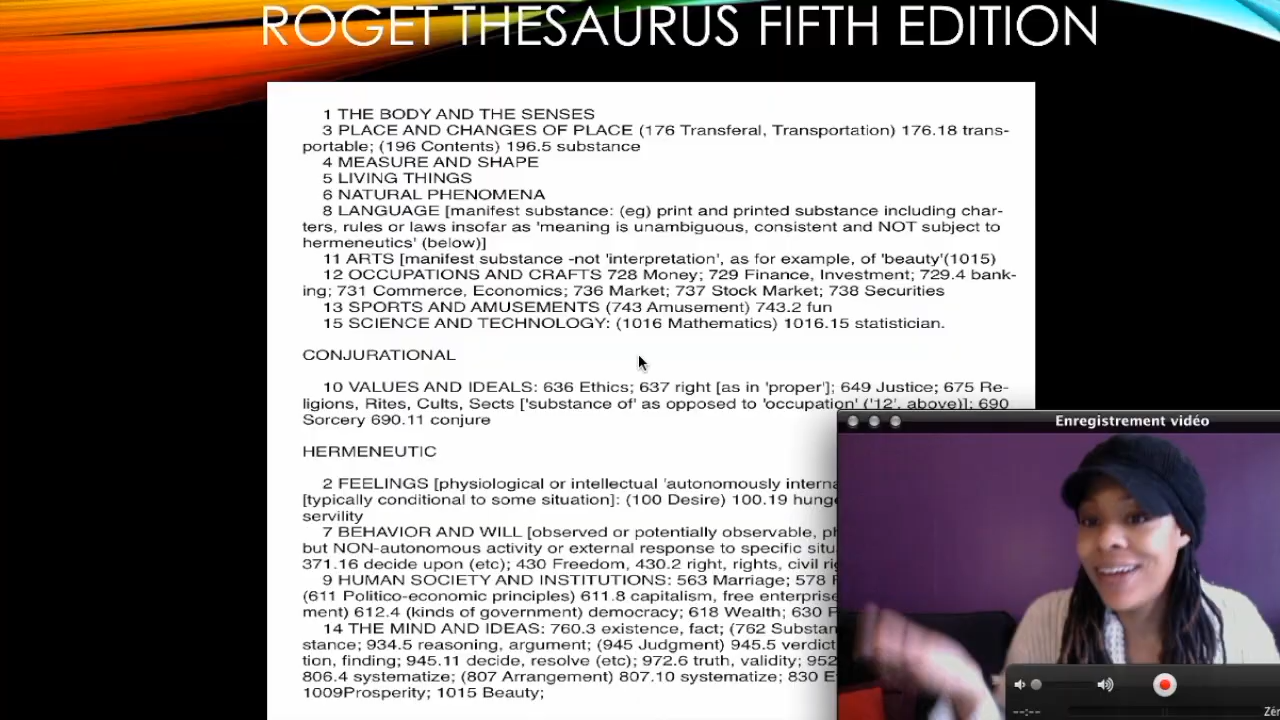 ROGET THESAURUS FIFTH EDITION
1 THE BODY AND THE SENSES
3 PLACE AND CHANGES OF PLACE (176 Transferal, Transportation) 176.18 trans-
portable; (196 Contents) 196.5 substance
4 MEASURE AND SHAPE
5 LIVING THINGS
6 NATURAL PHENOMENA
8 LANGUAGE [manifest substance: (eg) print and printed substance including char-
ters, rules or laws insofar as 'meaning is unambiguous, consistent and NOT subject to
hermeneutics' (below)]
11 ARTS [manifest substance -not 'interpretation', as for example, of 'beauty'(1015)
12 OCCUPATIONS AND CRAFTS 728 Money; 729 Finance, Investment; 729.4 bank-
ing; 731 Commerce, Economics; 736 Market; 737 Stock Market; 738 Securities
13 SPORTS AND AMUSEMENTS (743 Amusement) 743.2 fun
15 SCIENCE AND TECHNOLOGY: (1016 Mathematics) 1016.15 statistician.
CONJURATIONAL
10 VALUES AND IDEALS: 636 Ethics; 637 right [as in 'proper']; 649 Justice; 675 Re-
ligions, Rites, Cults, Sects ['substance of' as opposed to 'occupation' ('12', above)]; 690
Sorcery 690.11 conjure
Enregistrement vidéo
HERMENEUTIC
2 FEELINGS [physiological or intellectual 'autonomously interna
[typically conditional to some situation]: (100 Desire) 100.19 hunge
servility
7 BEHAVIOR AND WILL [observed or potentially observable, ph
but NON-autonomous activity or external response to specific situa
371.16 decide upon (etc); 430 Freedom, 430.2 right, rights, civil rig
9 HUMAN SOCIETY AND INSTITUTIONS: 563 Marriage; 578
(611 Politico-economic principles) 611.8 capitalism, free enterprise
ment) 612.4 (kinds of government) democracy; 618 Wealth; 630
14 THE MIND AND IDEAS: 760.3 existence, fact; (762 Substan
stance; 934.5 reasoning, argument; (945 Judgment) 945.5 verdict
tion, finding; 945.11 decide, resolve (etc); 972.6 truth, validity; 952
806.4 systematize; (807 Arrangement) 807.10 systematize; 830
1009Prosperity; 1015 Beauty;
--:--